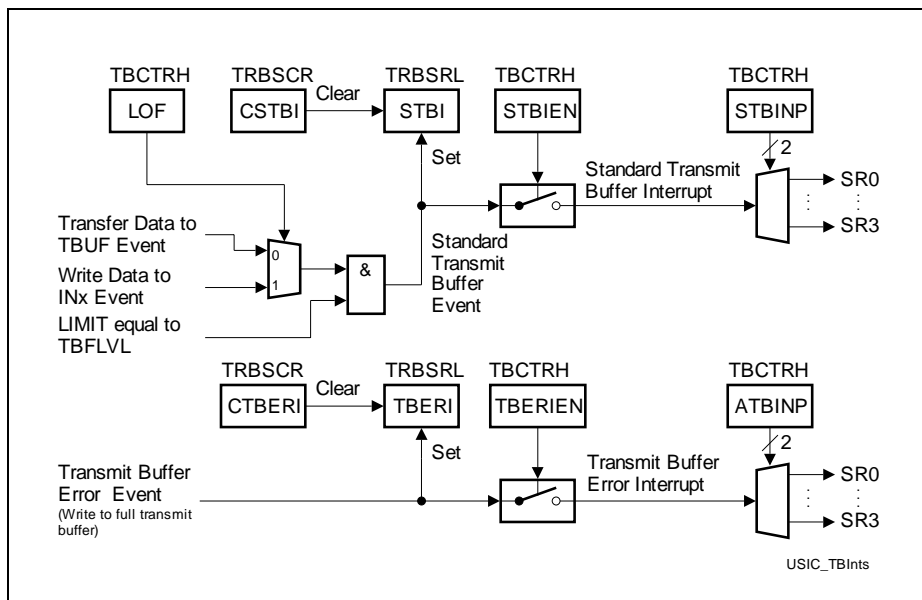 TBCTRH
TRBSCR
TRBSRL
TBCTRH
TBCTRH
LOF
CSTBI
Clear
STBI
STBIEN
STBINP
Set
2
Standard Transmit
Buffer Interrupt
SR0
SR3
Transfer Data to
TBUF Event
0
Write Data to
INx Event
1
&
Standard
Transmit
Buffer
Event
LIMIT equal to
TBFLVL
TRBSCR
TRBSRL
TBCTRH
TBCTRH
CTBERI
Clear
TBERI
TBERIEN
ATBINP
Set
2
Transmit Buffer
Error Event
(Write to full transmit
buffer)
Transmit Buffer
Error Interrupt
SR0
SR3
USIC_TBInts